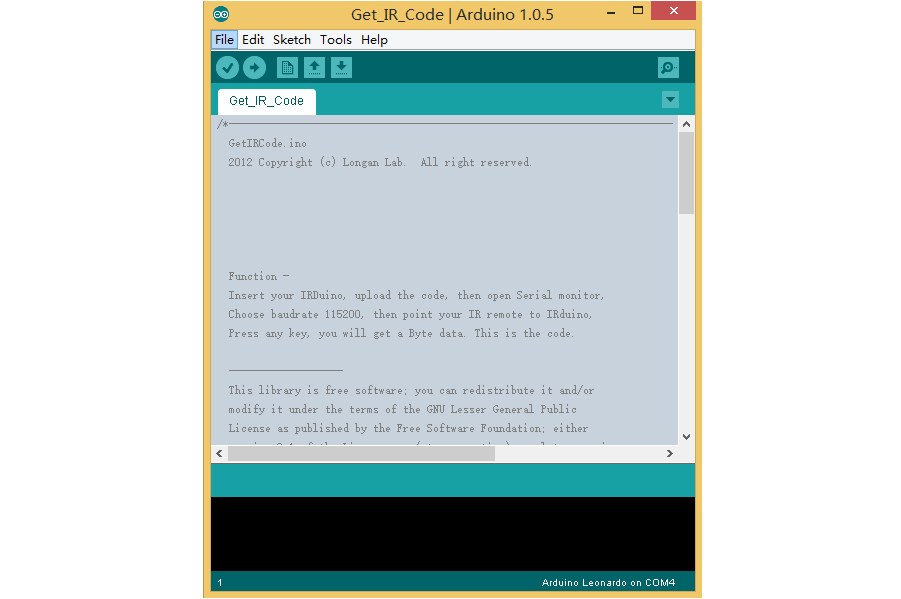 Get_IR_Code | Arduino 1.0.5
File Edit Sketch Tools Help
Get_IR_Code
/*
GetIRCode.ino
2012 Copyright (c) Longan Lab.  All right reserved.
Function -
Insert your IRDuino, upload the code, then open Serial monitor,
Choose baudrate 115200, then point your IR remote to IRduino,
Press any key, you will get a Byte data. This is the code.
This library is free software; you can redistribute it and/or
modify it under the terms of the GNU Lesser General Public
License as published by the Free Software Foundation; either
1
Arduino Leonardo on COM4